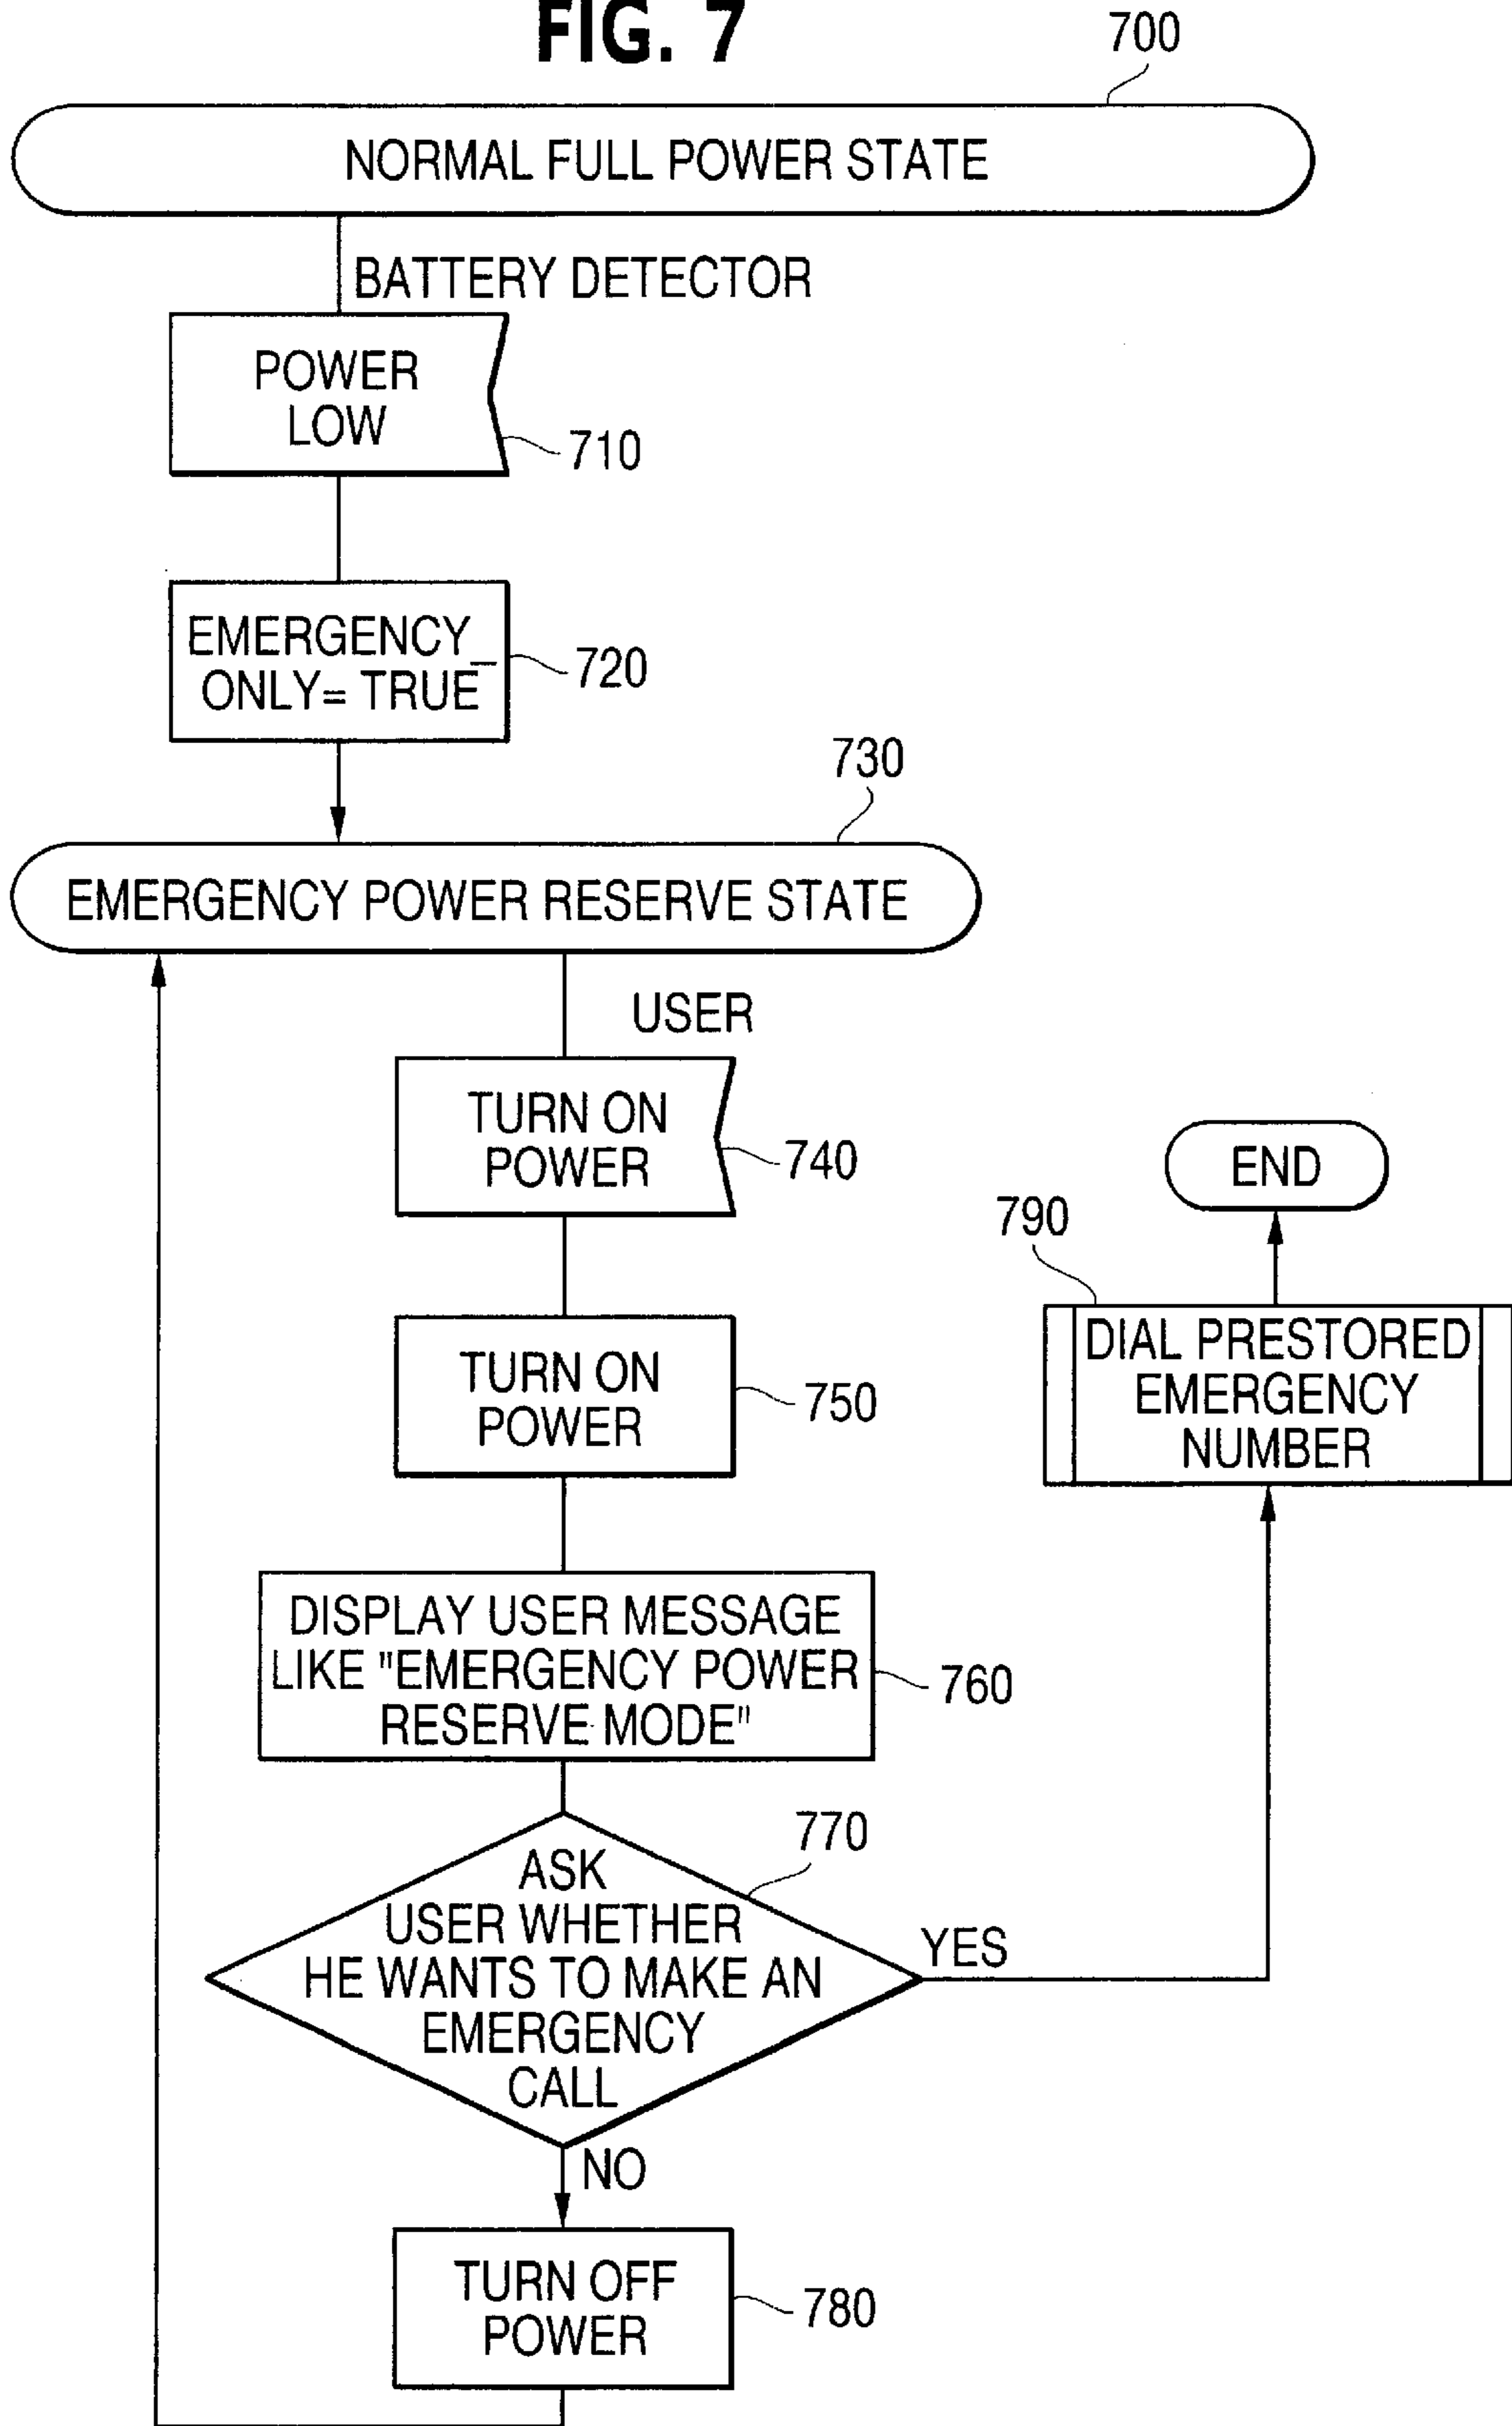 FIG. 7
700
NORMAL FULL POWER STATE
BATTERY DETECTOR
POWER
LOW
710
EMERGENCY_
ONLY= TRUE
720
730
EMERGENCY POWER RESERVE STATE
USER
TURN ON
POWER
740
END
790
DIAL PRESTORED
EMERGENCY
NUMBER
TURN ON
POWER
750
DISPLAY USER MESSAGE
LIKE "EMERGENCY POWER
RESERVE MODE"
760
770
ASK
USER WHETHER
HE WANTS TO MAKE AN
EMERGENCY
CALL
YES
NO
TURN OFF
POWER
780